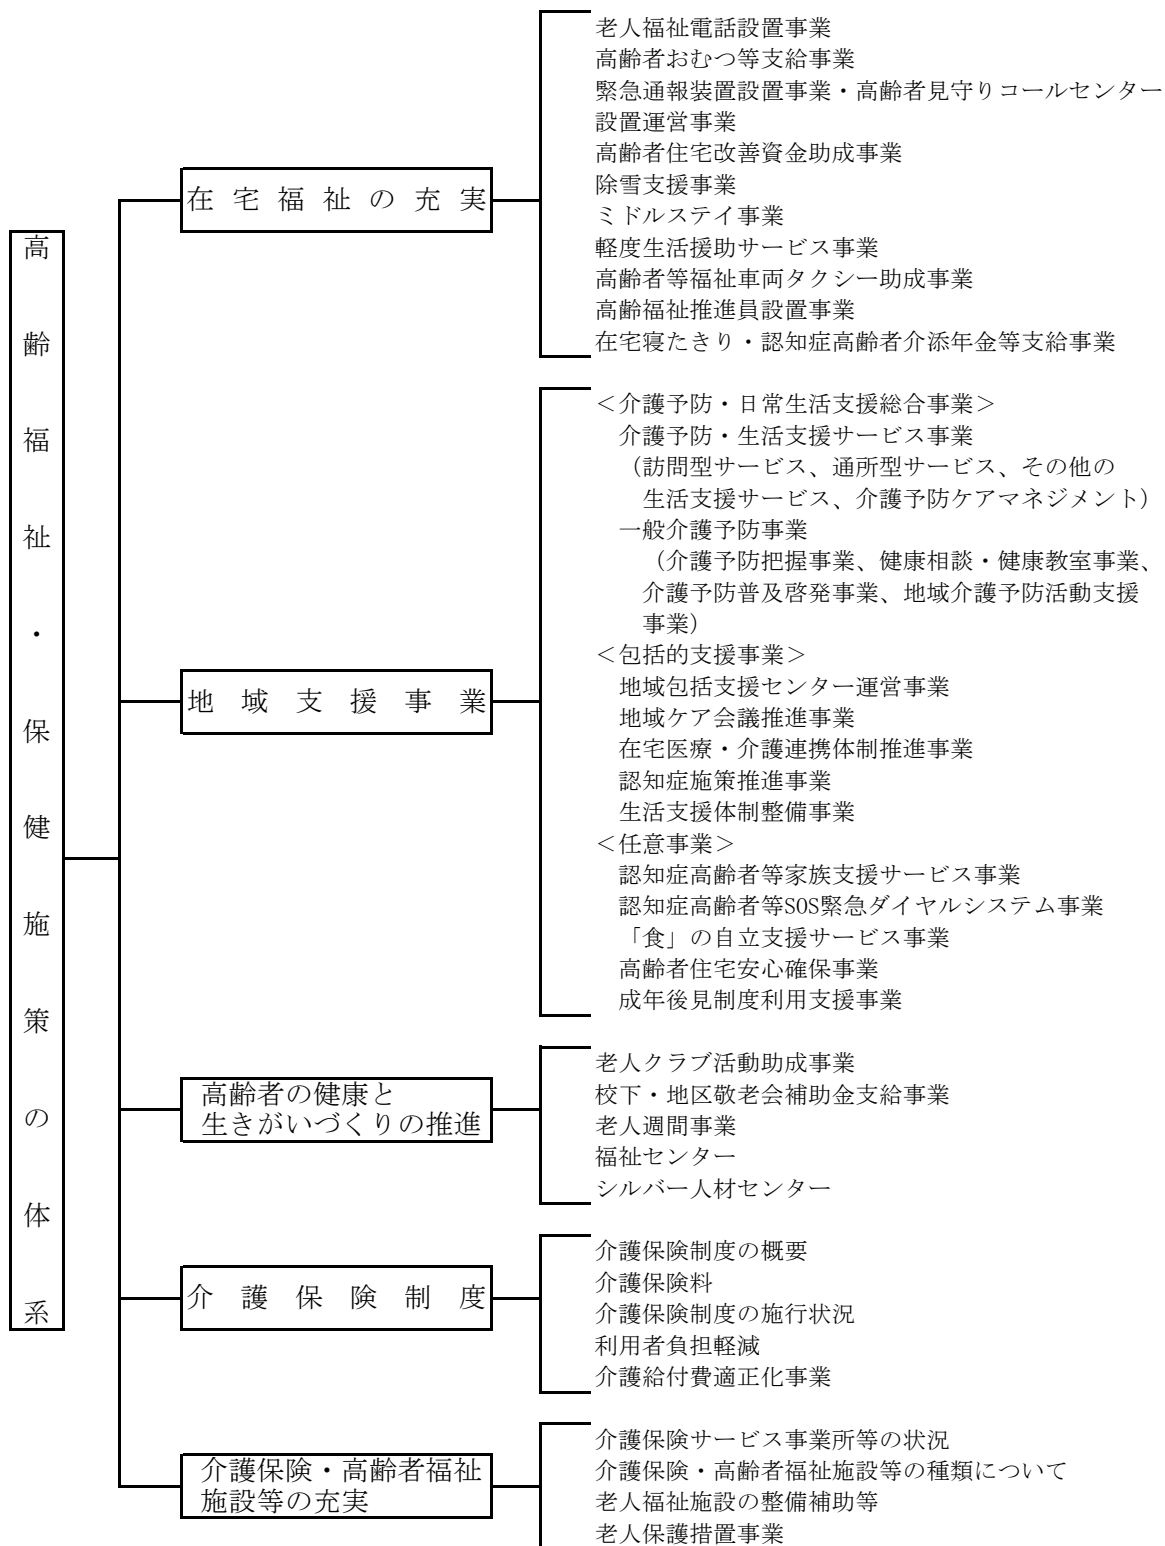 高齢福祉・保健施策の体系
在宅福祉の充実
老人福祉電話設置事業
高齢者おむつ等支給事業
緊急通報装置設置事業・高齢者見守りコールセンター
設置運営事業
高齢者住宅改善資金助成事業
除雪支援事業
ミドルステイ事業
軽度生活援助サービス事業
高齢者等福祉車両タクシー助成事業
高齢福祉推進員設置事業
在宅寝たきり・認知症高齢者介添年金等支給事業
地域支援事業
＜介護予防・日常生活支援総合事業＞
介護予防・生活支援サービス事業
（訪問型サービス、通所型サービス、その他の
生活支援サービス、介護予防ケアマネジメント）
一般介護予防事業
（介護予防把握事業、健康相談・健康教室事業、
介護予防普及啓発事業、地域介護予防活動支援
事業）
＜包括的支援事業＞
地域包括支援センター運営事業
地域ケア会議推進事業
在宅医療・介護連携体制推進事業
認知症施策推進事業
生活支援体制整備事業
＜任意事業＞
認知症高齢者等家族支援サービス事業
認知症高齢者等SOS緊急ダイヤルシステム事業
「食」の自立支援サービス事業
高齢者住宅安心確保事業
成年後見制度利用支援事業
高齢者の健康と
生きがいづくりの推進
老人クラブ活動助成事業
校下・地区敬老会補助金支給事業
老人週間事業
福祉センター
シルバー人材センター
介護保険制度
介護保険制度の概要
介護保険料
介護保険制度の施行状況
利用者負担軽減
介護給付費適正化事業
介護保険・高齢者福祉
施設等の充実
介護保険サービス事業所等の状況
介護保険・高齢者福祉施設等の種類について
老人福祉施設の整備補助等
老人保護措置事業